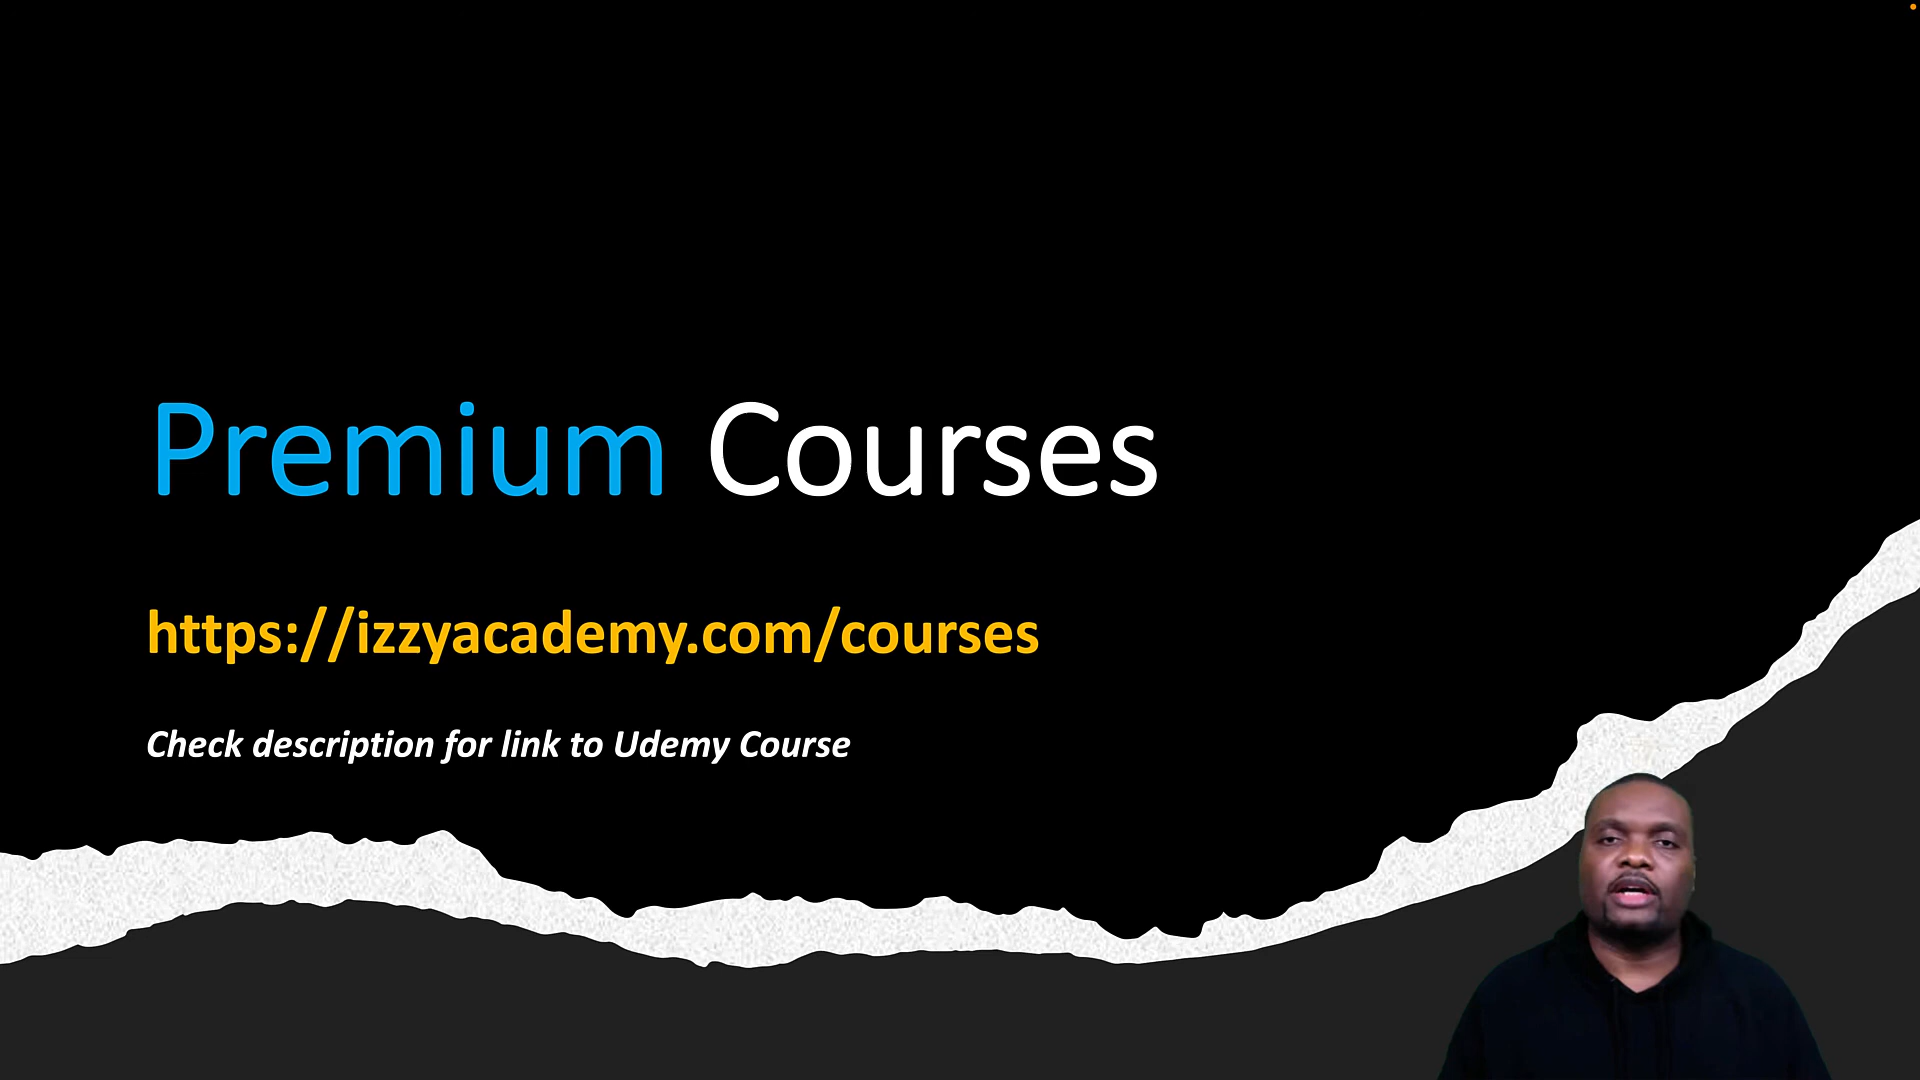 Premium Courses
https://izzyacademy.com/courses
Check description for link to Udemy Course